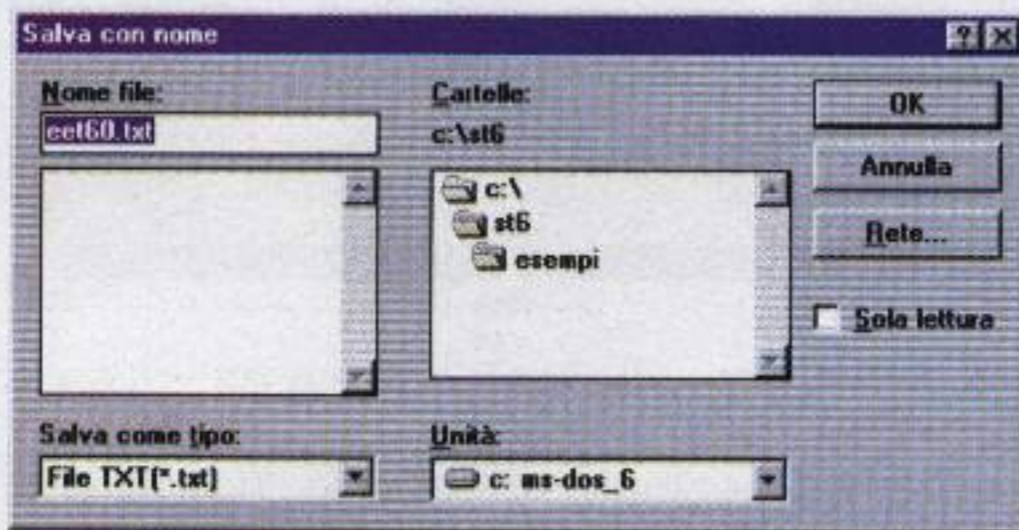 Salva con nome
Nome file:
eet60.txt
Cartelle:
c:\st6
c:\
st6
esempi
OK
Annulla
Rete...
Sola lettura
Salva come tipo:
File TXT(*.txt)
Unità:
c: ms-dos_6